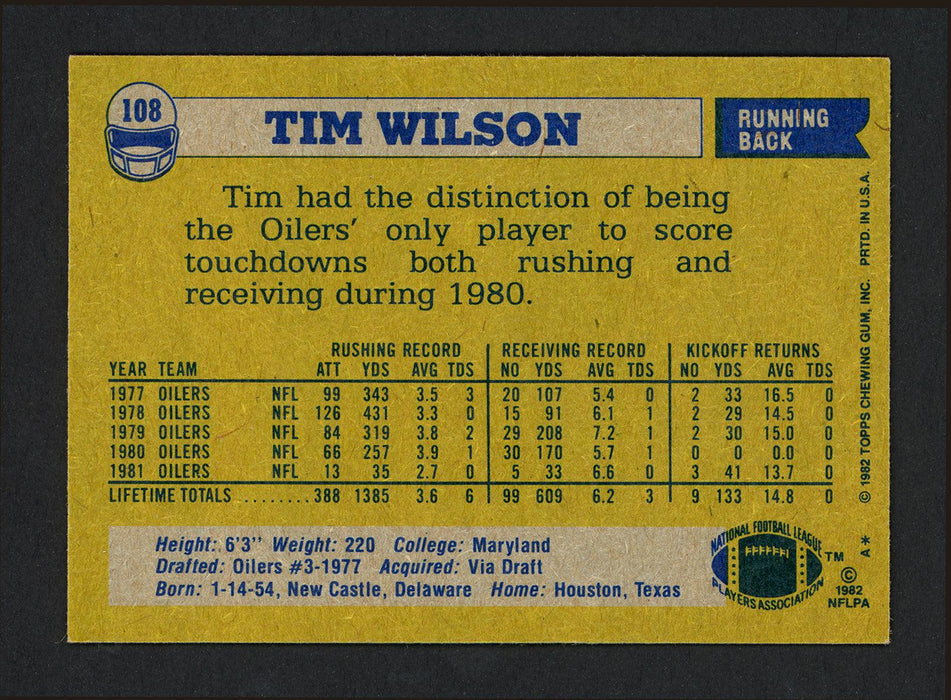 108
TIM WILSON
RUNNING
BACK
Tim had the distinction of being
the Oilers' only player to score
touchdowns both rushing and
receiving during 1980.
RUSHING RECORD RECEIVING RECORD KICKOFF RETURNS
YEAR TEAM ATT YDS AVG TDS NO YDS AVG TDS NO YDS AVG TDS
1977 OILERS NFL 99 343 3.5 3 20 107 5.4 0 2 33 16.5 0
1978 OILERS NFL 126 431 3.3 0 15 91 6.1 1 2 29 14.5 0
1979 OILERS NFL 84 319 3.8 2 29 208 7.2 1 2 30 15.0 0
1980 OILERS NFL 66 257 3.9 1 30 170 5.7 1 0 0 0.0 0
1981 OILERS NFL 13 35 2.7 0 5 33 6.6 0 3 41 13.7 0
LIFETIME TOTALS ........388 1385 3.6 6 99 609 6.2 3 9 133 14.8 0
Height: 6'3'' Weight: 220 College: Maryland
Drafted: Oilers #3-1977 Acquired: Via Draft
Born: 1-14-54, New Castle, Delaware Home: Houston, Texas
NATIONAL FOOTBALL LEAGUE
PLAYERS ASSOCIATION
TM
©
1982
NFLPA
A*
© 1982 TOPPS CHEWING GUM, INC. PRTD. IN U.S.A.